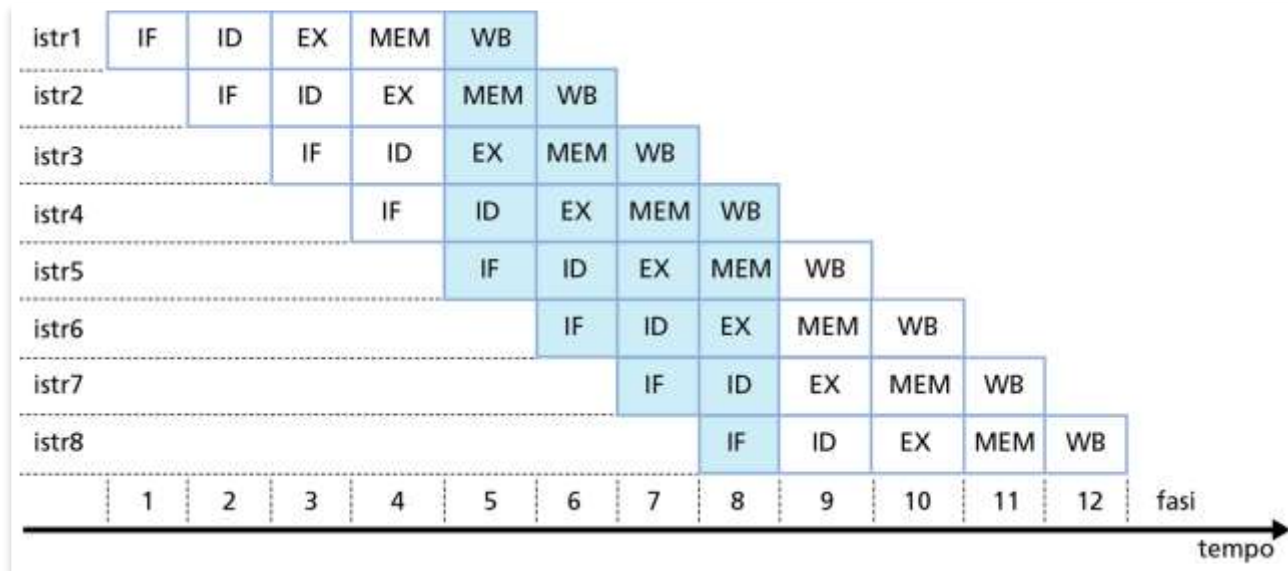 istr1 IF ID EX MEM WB
istr2 IF ID EX MEM WB
istr3 IF ID EX MEM WB
istr4 IF ID EX MEM WB
istr5 IF ID EX MEM WB
istr6 IF ID EX MEM WB
istr7 IF ID EX MEM WB
istr8 IF ID EX MEM WB
1 2 3 4 5 6 7 8 9 10 11 12 fasi
tempo